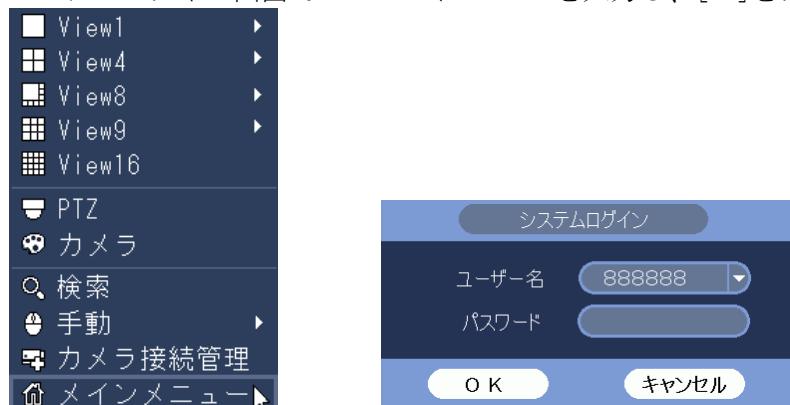 View1
View4
View8
View9
View16
PTZ
カメラ
検索
手動
カメラ接続管理
メインメニュー
システムログイン
ユーザー名 888888
パスワード
ＯＫ キャンセル